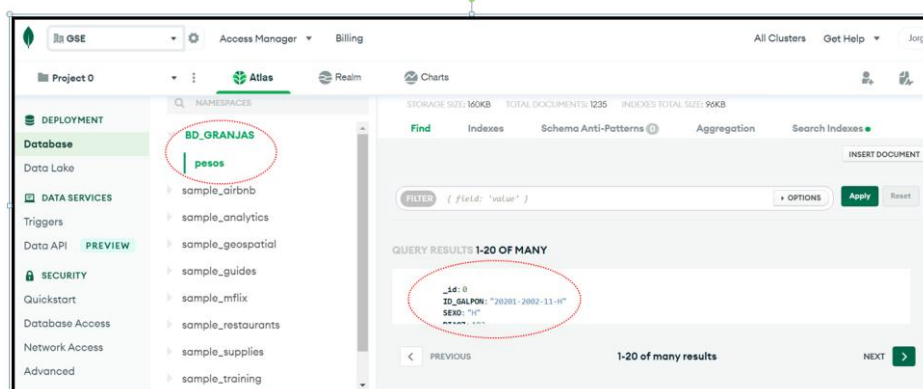 GSE Access Manager Billing All Clusters Get Help Jorg
Project 0 Atlas Realm Charts
NAMESPACES
STORAGE SIZE: 160KB TOTAL DOCUMENTS: 1235 INDEXES TOTAL SIZE: 96KB
DEPLOYMENT
Database
Data Lake
DATA SERVICES
Triggers
Data API PREVIEW
SECURITY
Quickstart
Database Access
Network Access
Advanced
BD_GRANJAS
pesos
sample_airbnb
sample_analytics
sample_geospatial
sample_guides
sample_mflix
sample_restaurants
sample_supplies
sample_training
Find Indexes Schema Anti-Patterns 0 Aggregation Search Indexes
INSERT DOCUMENT
FILTER { field: 'value' } OPTIONS Apply Reset
QUERY RESULTS 1-20 OF MANY
_id: 0
ID_GALPON: "20201-2002-11-H"
SEXO: "H"
PREVIOUS 1-20 of many results NEXT